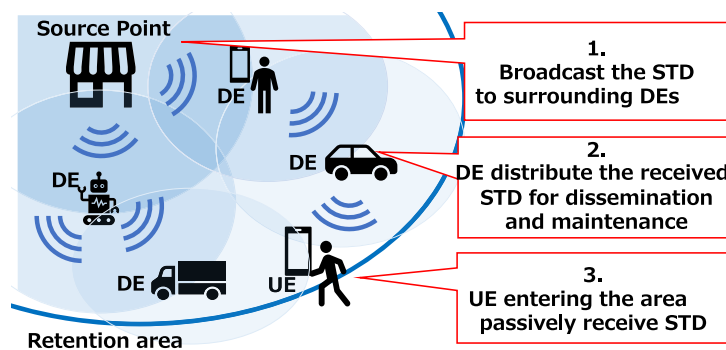 Source Point
DE
DE
DE
DE
UE
Retention area
1.
Broadcast the STD
to surrounding DEs
2.
DE distribute the received
STD for dissemination
and maintenance
3.
UE entering the area
passively receive STD